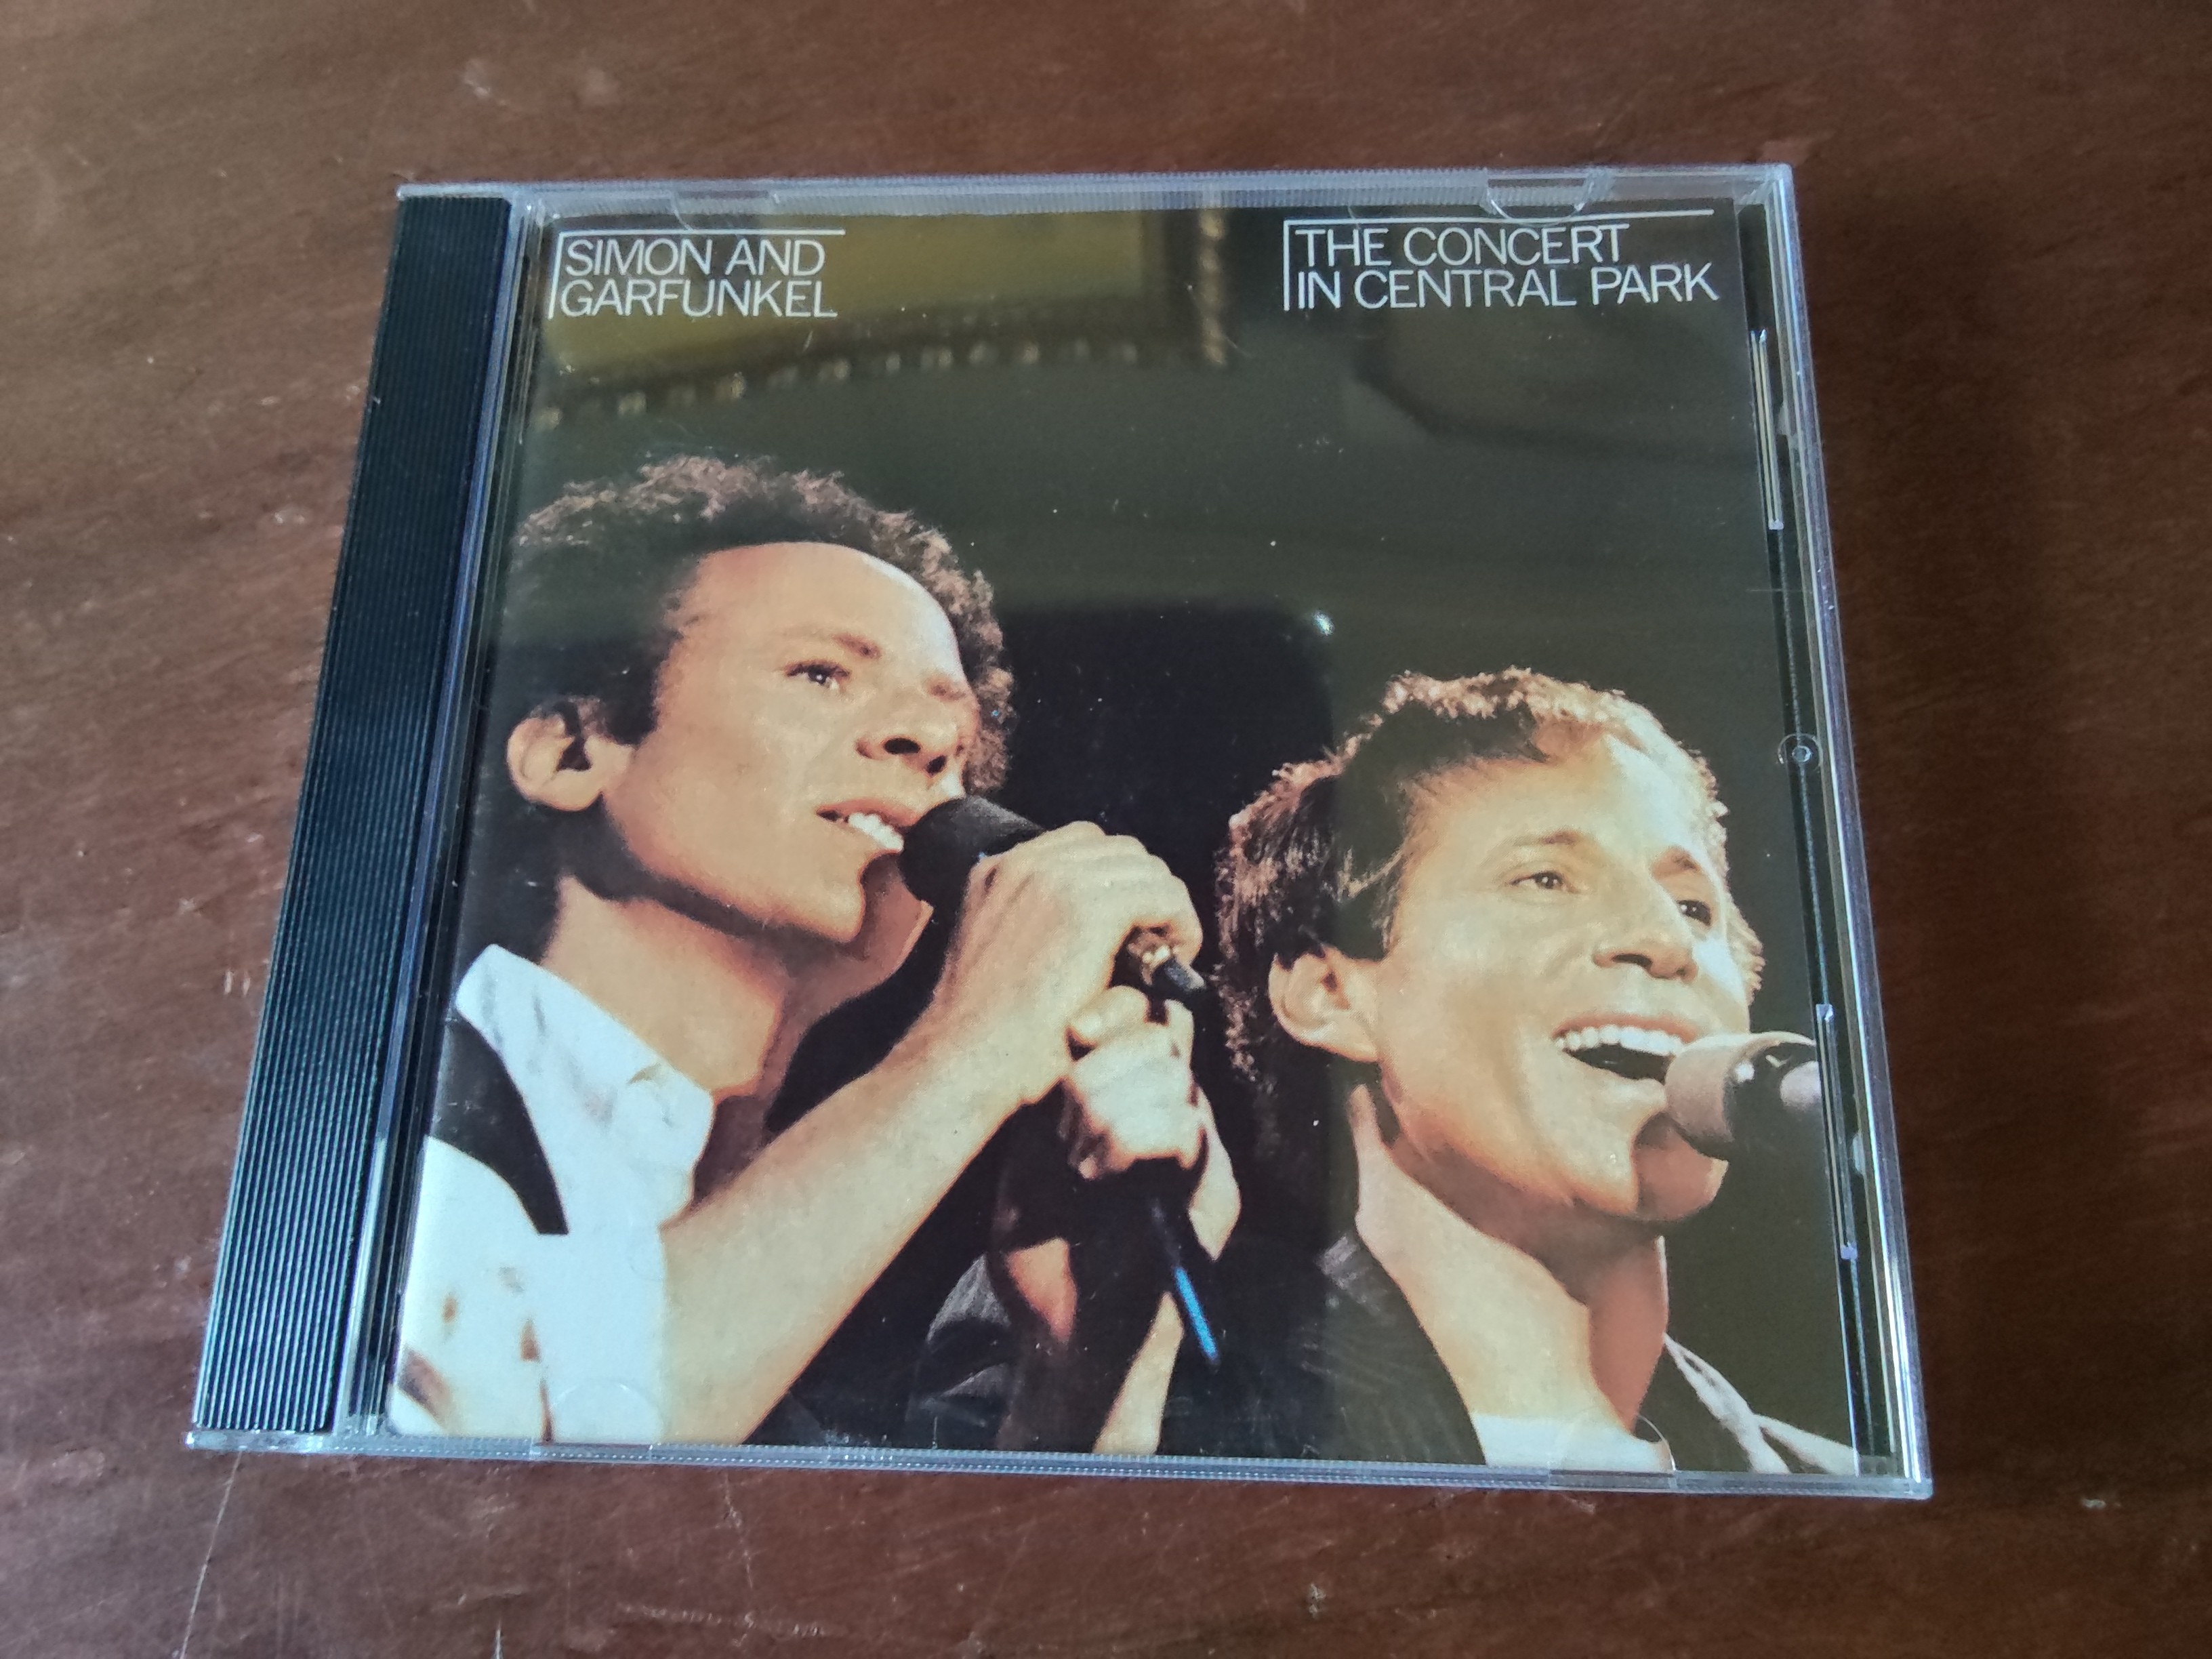 SIMON AND
GARFUNKEL
THE CONCERT
IN CENTRAL PARK